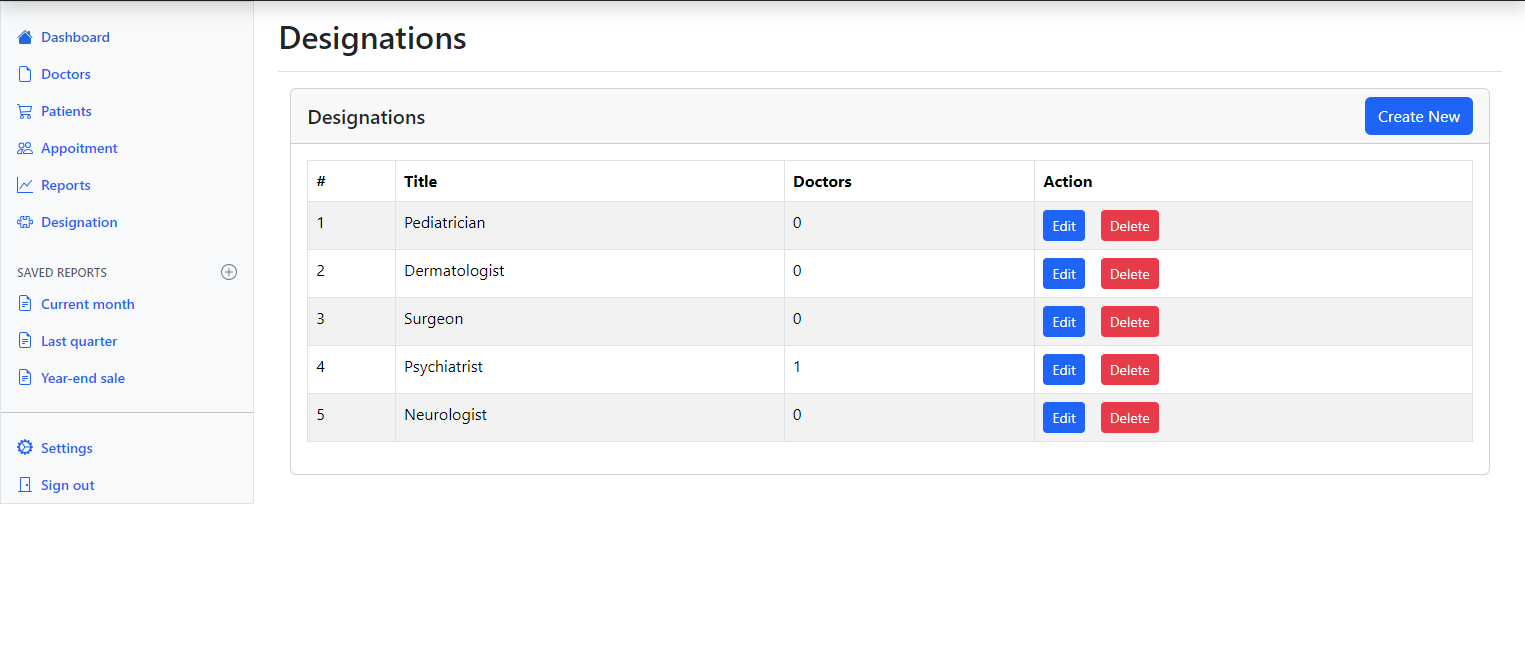 Dashboard
Doctors
Patients
Appoitment
Reports
Designation
SAVED REPORTS
Current month
Last quarter
Year-end sale
Settings
Sign out
Designations
Designations
Create New
# Title Doctors Action
1 Pediatrician 0 Edit Delete
2 Dermatologist 0 Edit Delete
3 Surgeon 0 Edit Delete
4 Psychiatrist 1 Edit Delete
5 Neurologist 0 Edit Delete